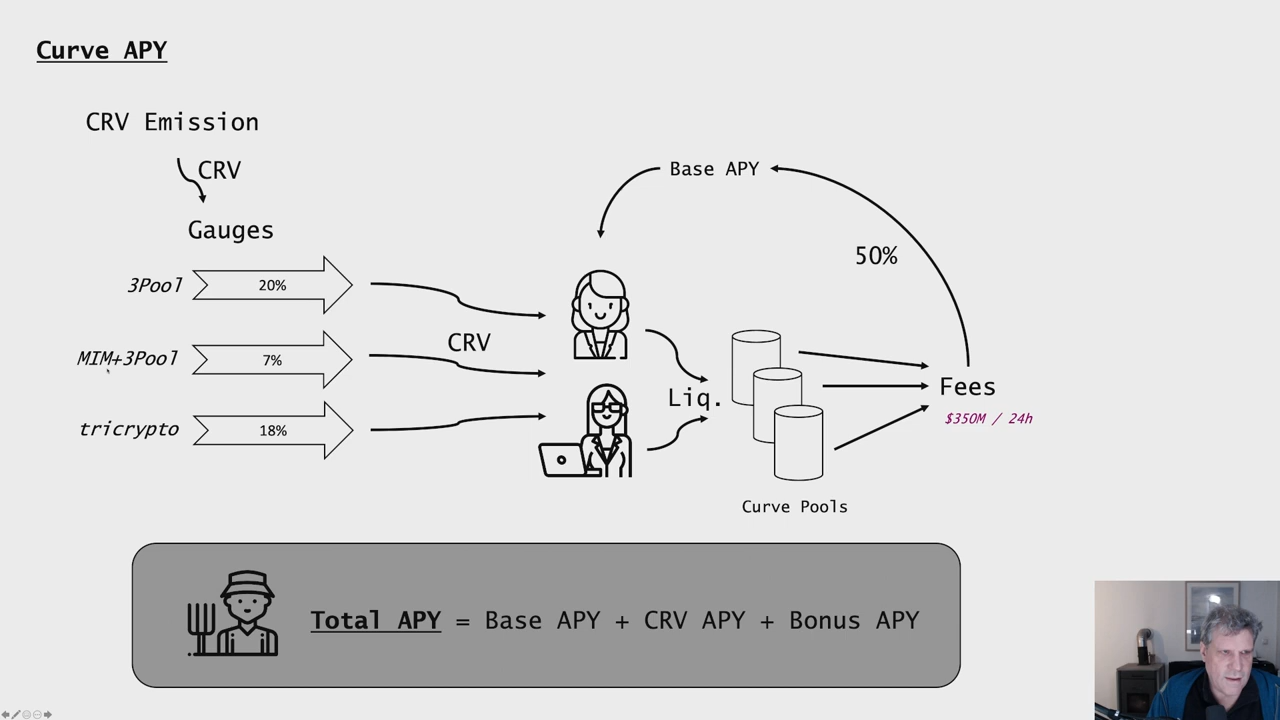 Curve APY
CRV Emission
CRV
Gauges
3Pool
20%
MIM+3Pool
7%
tricrypto
18%
CRV
Base APY
50%
Liq.
Fees
$350M / 24h
Curve Pools
Total APY = Base APY + CRV APY + Bonus APY